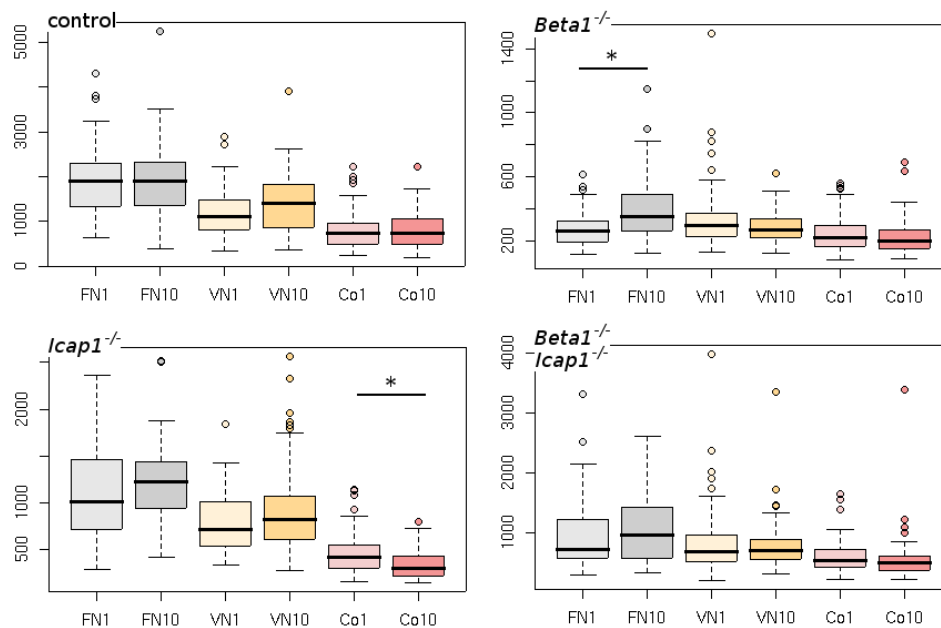 control
5000
3000
1000
0
FN1 FN10 VN1 VN10 Co1 Co10
Beta1-/-
*
1400
1000
600
200
FN1 FN10 VN1 VN10 Co1 Co10
Icap1-/-
*
2000
1000
500
FN1 FN10 VN1 VN10 Co1 Co10
Beta1-/-
Icap1-/-
4000
3000
2000
1000
FN1 FN10 VN1 VN10 Co1 Co10